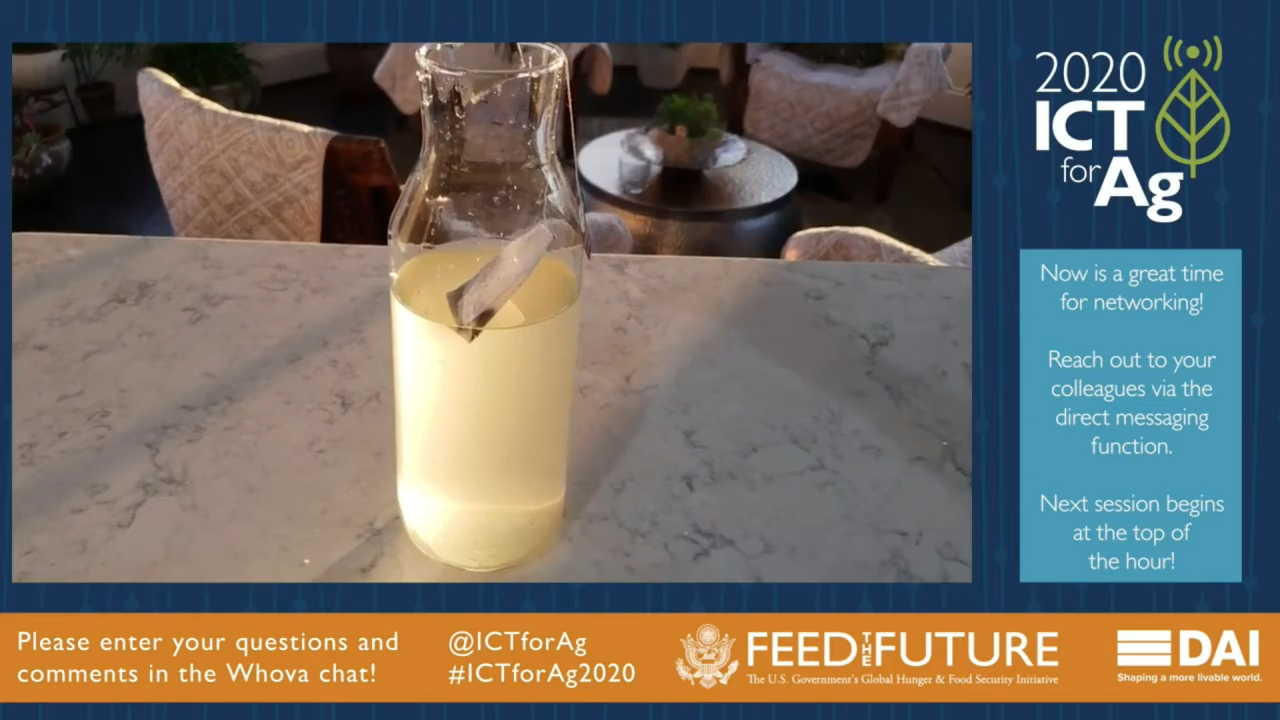 2020
ICT
for Ag
Now is a great time
for networking!
Reach out to your
colleagues via the
direct messaging
function.
Next session begins
at the top of
the hour!
Please enter your questions and
comments in the Whova chat!
@ICTforAg
#ICTforAg2020
FEED THE FUTURE
The U.S. Government's Global Hunger & Food Security Initiative
DAI
Shaping a more livable world.